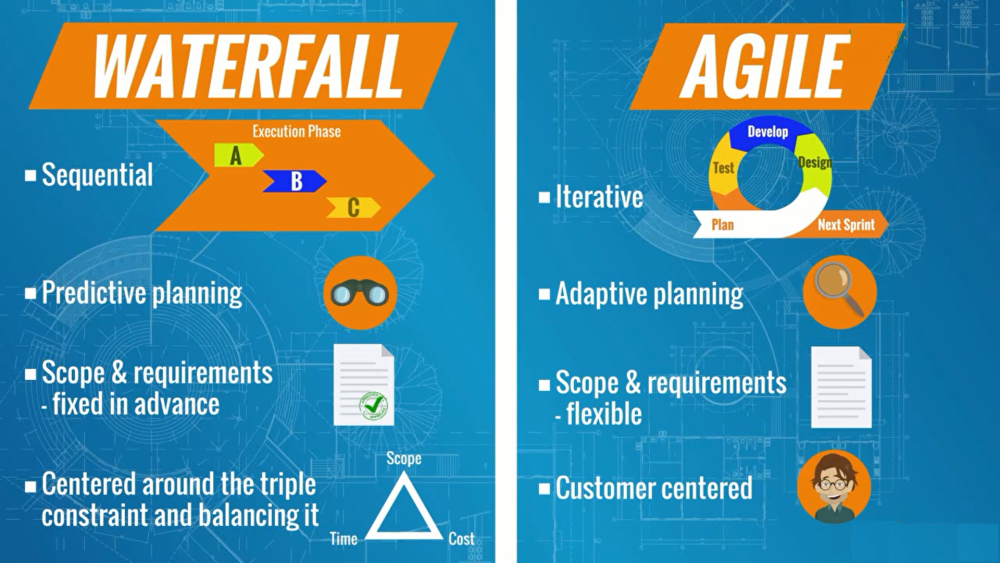 WATERFALL
Execution Phase
A
B
C
▪ Sequential
▪ Predictive planning
▪ Scope & requirements
- fixed in advance
▪ Centered around the triple
constraint and balancing it
Scope
Time
Cost
AGILE
Develop
Test
Design
Plan
Next Sprint
▪ Iterative
▪ Adaptive planning
▪ Scope & requirements
- flexible
▪ Customer centered